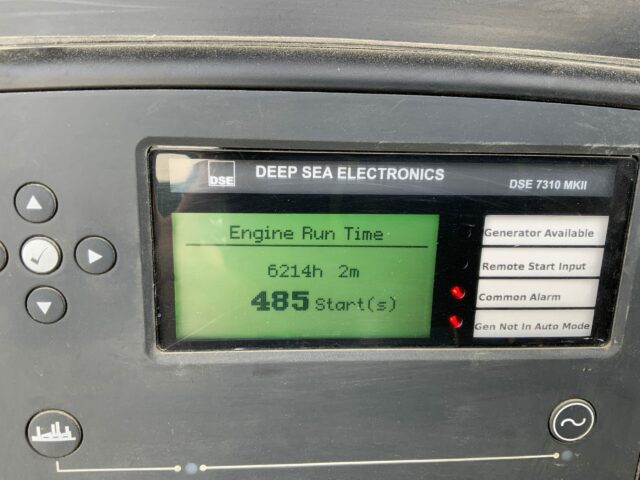 DSE
DEEP SEA ELECTRONICS
DSE 7310 MKII
Engine Run Time
6214h 2m
485 Start(s)
Generator Available
Remote Start Input
Common Alarm
Gen Not In Auto Mode